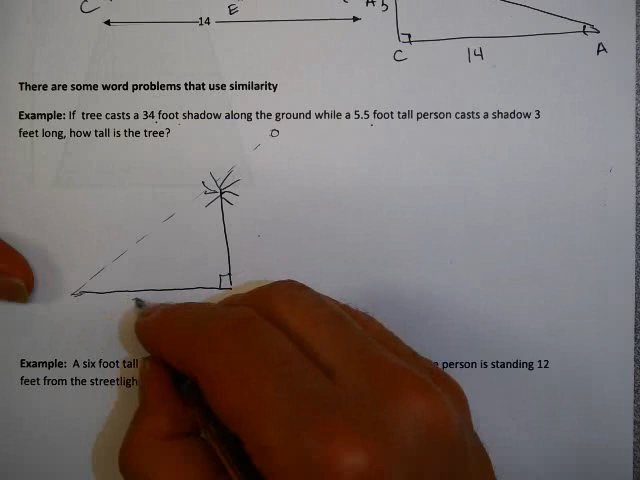 C
14
E
A b
C
14
A
There are some word problems that use similarity
Example: If tree casts a 34 foot shadow along the ground while a 5.5 foot tall person casts a shadow 3
feet long, how tall is the tree?
Example: A six foot tall person is standing 12
feet from the